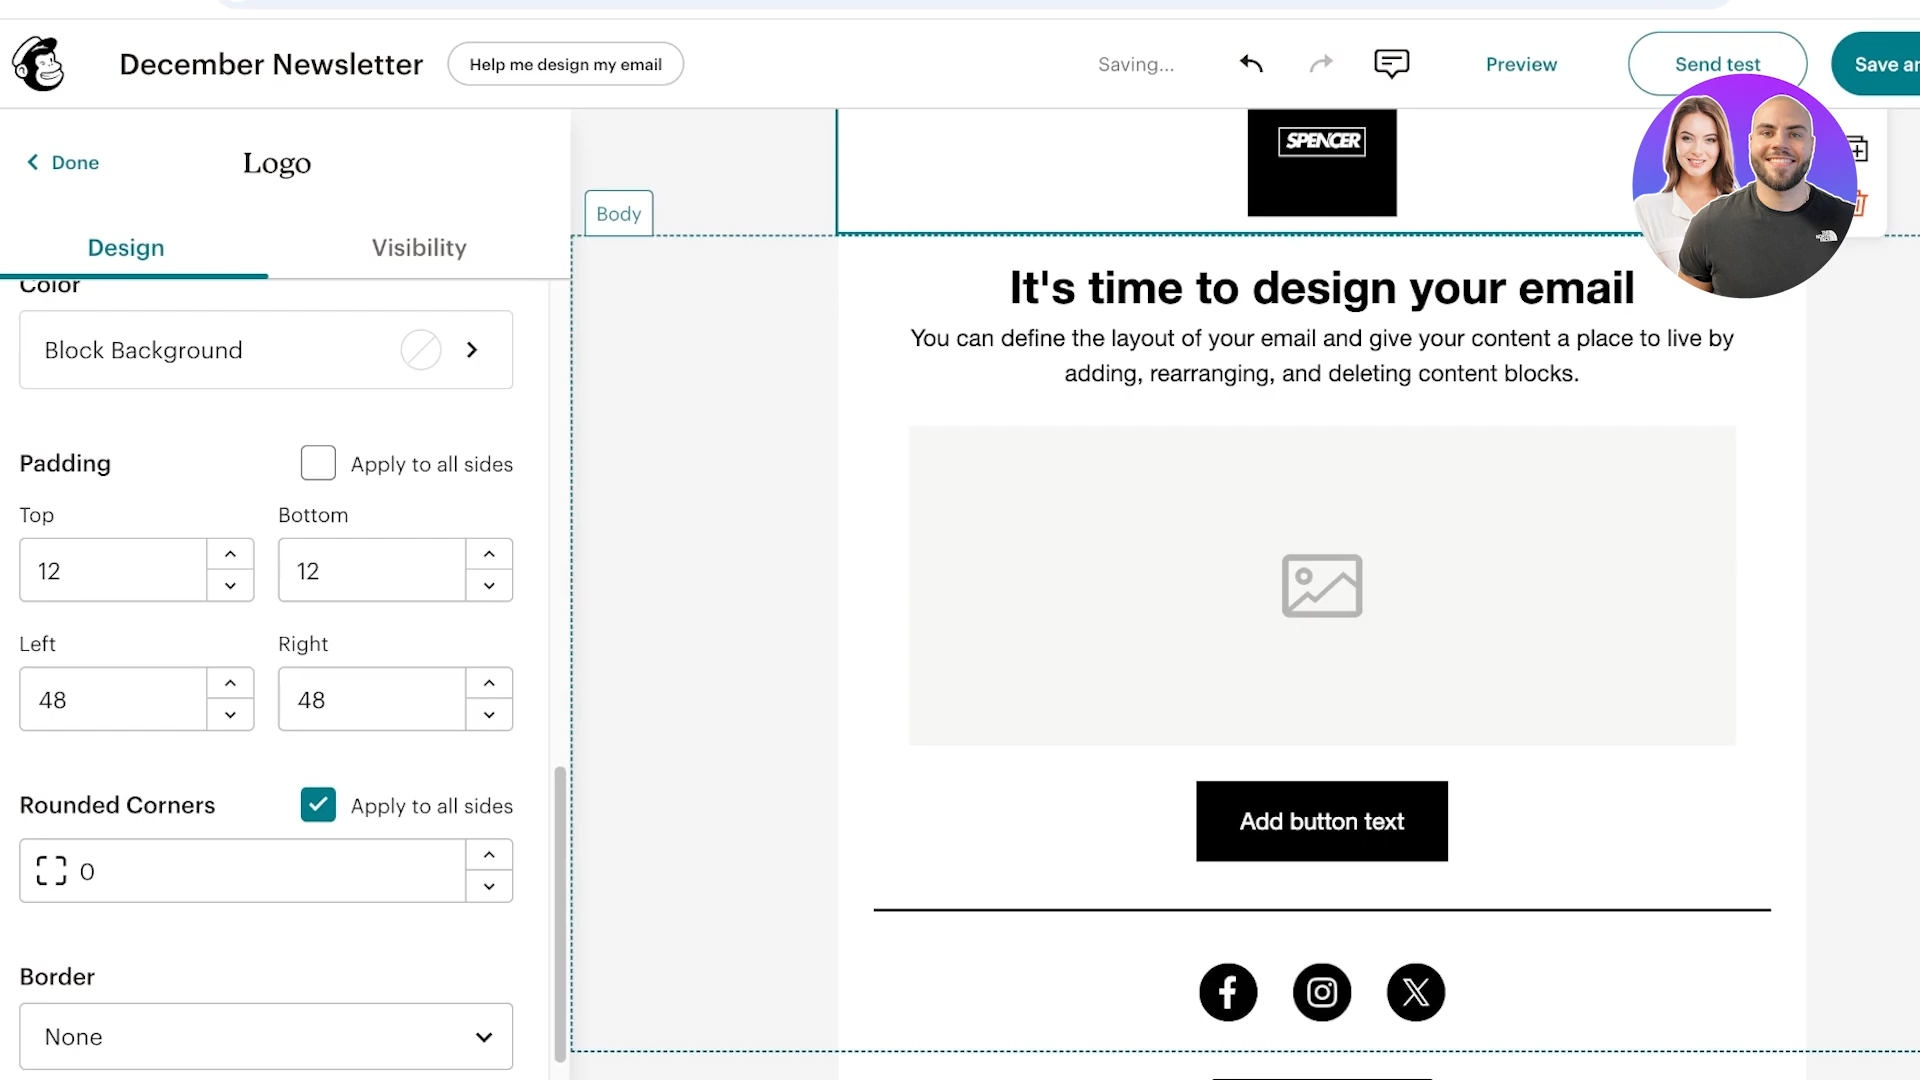 December Newsletter
Help me design my email
Saving...
Preview
Send test
Save an
Done
Logo
Design
Visibility
Color
Block Background
Padding
Apply to all sides
Top
Bottom
12
12
Left
Right
48
48
Rounded Corners
Apply to all sides
0
Border
None
Body
SPENCER
It's time to design your email
You can define the layout of your email and give your content a place to live by
adding, rearranging, and deleting content blocks.
Add button text